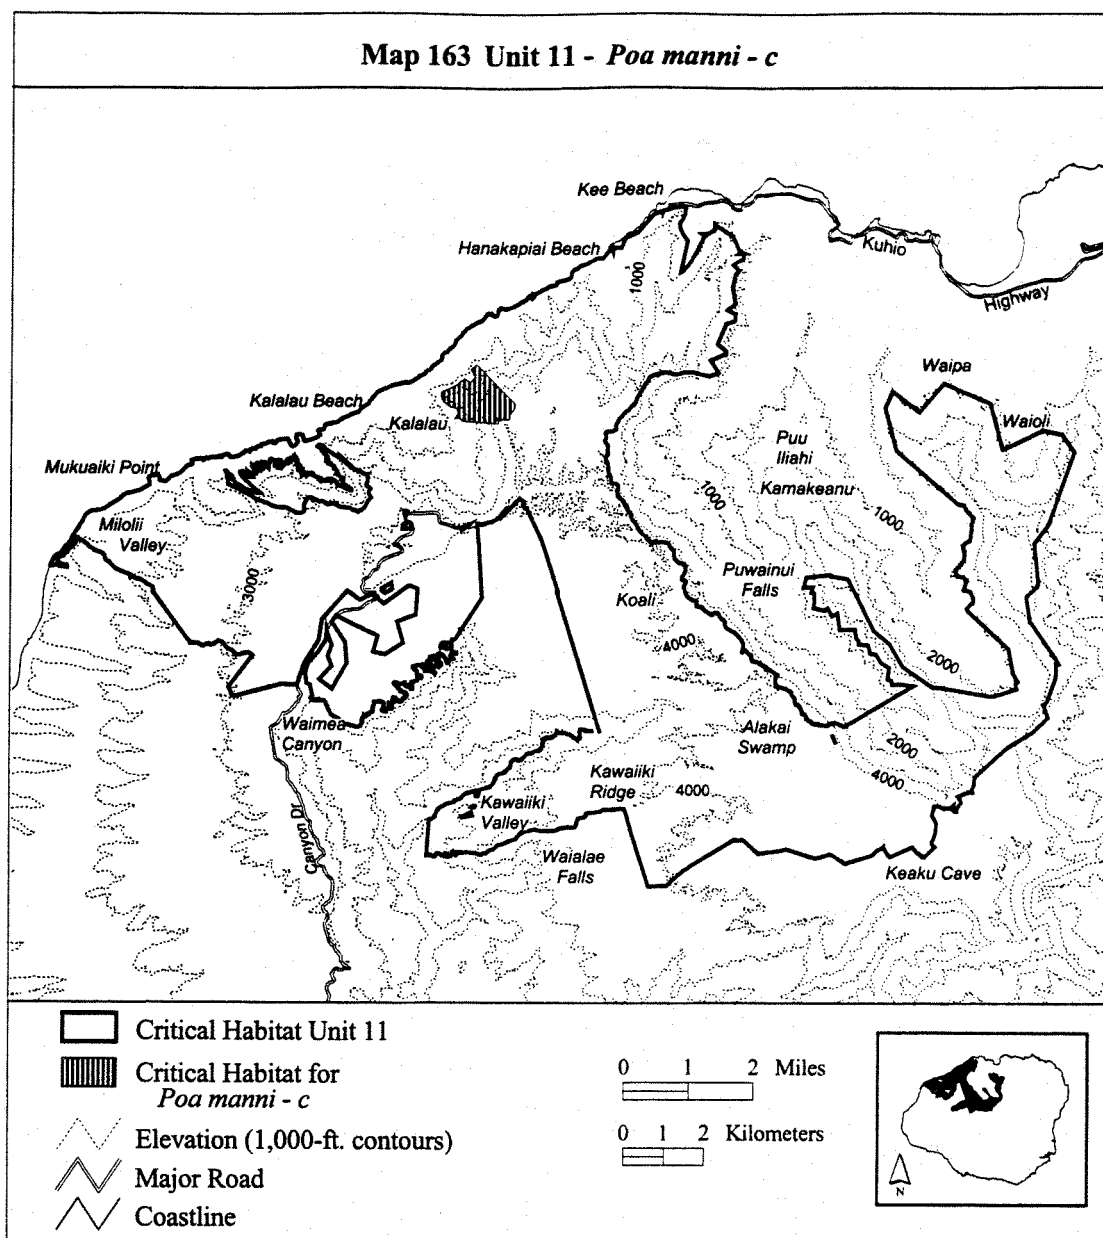 Map 163 Unit 11 - Poa manni - c
Kee Beach
Hanakapiai Beach
Kuhio
Highway
1000
Waipa
Kalalau Beach
Kalalau
Waioli
Puu
Iliahi
Mukuaiki Point
Kamakeanu
1000
1000
Milolii
Valley
3000
Puwainui
Falls
Koali
4000
2000
Waimea
Canyon
Alakai
Swamp
2000
4000
Kawaiiki
Ridge
4000
Kawaiiki
Valley
Canyon Dr
Waialae
Falls
Keaku Cave
Critical Habitat Unit 11
Critical Habitat for
Poa manni - c
Elevation (1,000-ft. contours)
Major Road
Coastline
0 1 2 Miles
0 1 2 Kilometers
N